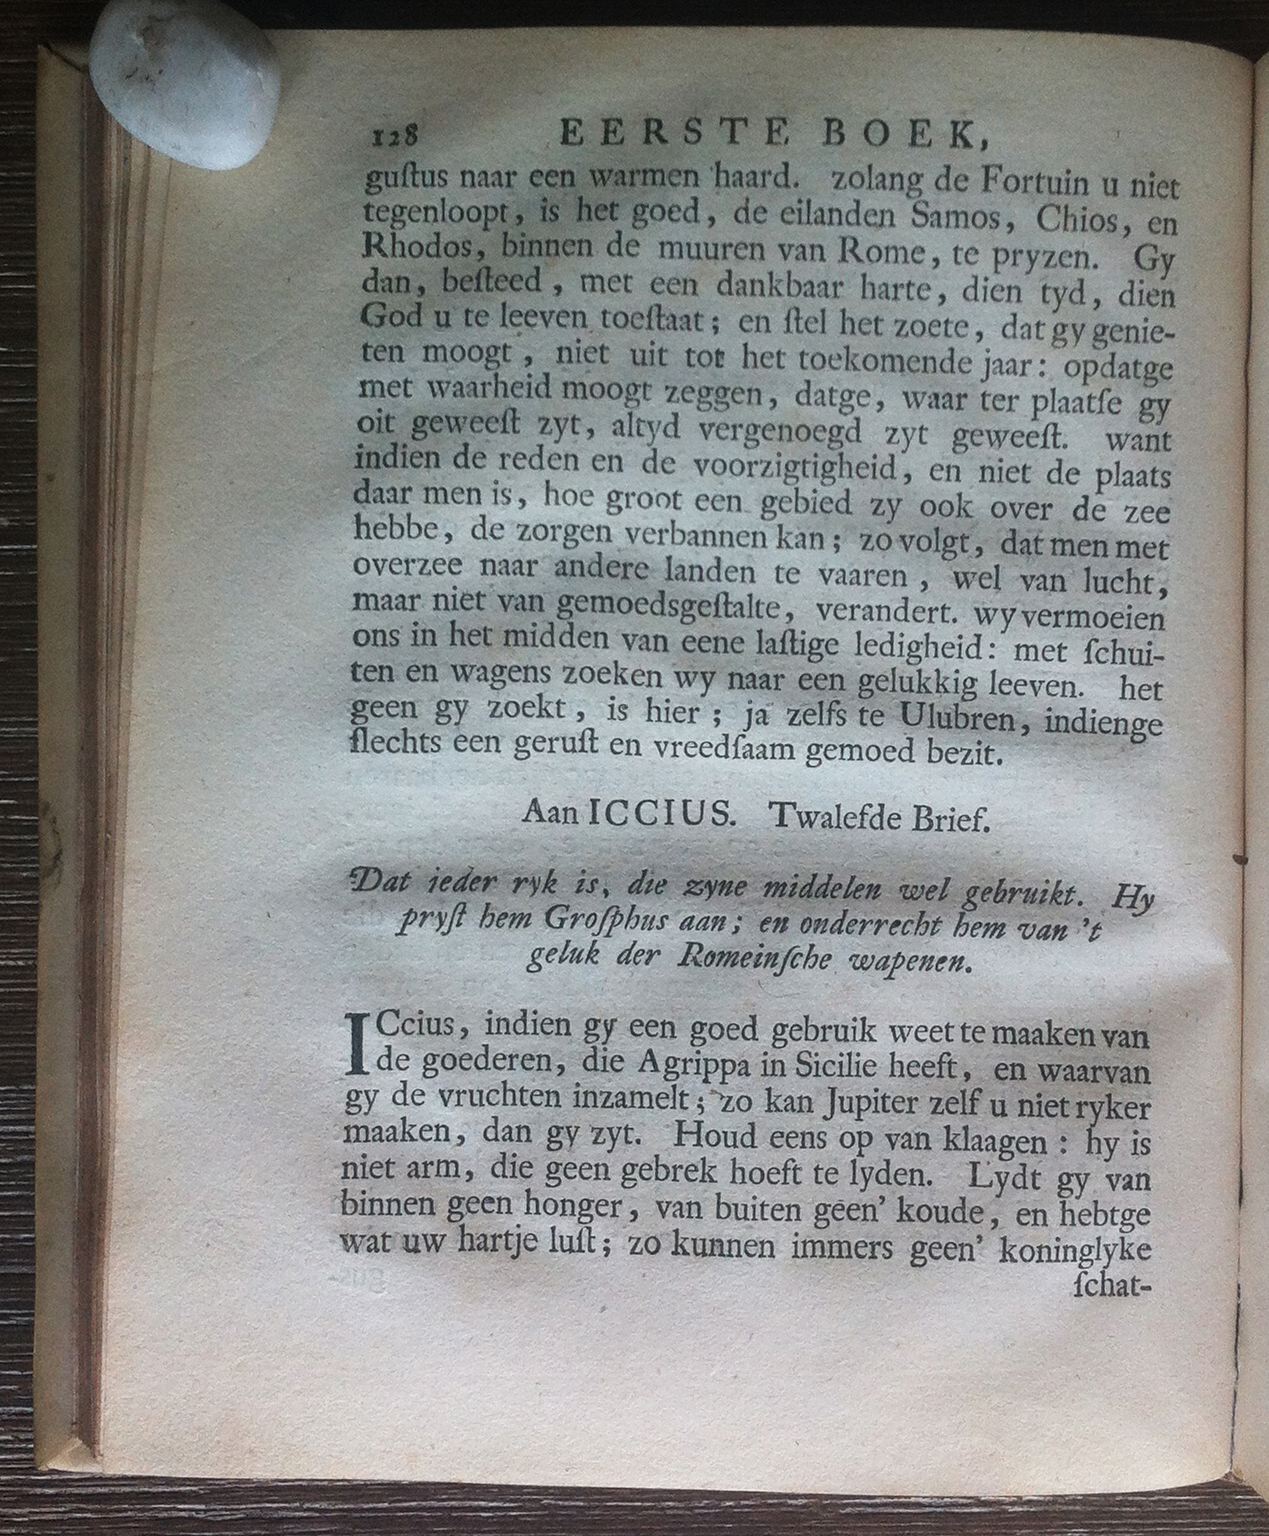 128 EERSTE BOEK,
guſtus naar een warmen haard. zolang de Fortuin u niet
tegenloopt, is het goed, de eilanden Samos, Chios, en
Rhodos, binnen de muuren van Rome, te pryzen. Gy
dan, beſteed, met een dankbaar harte, dien tyd, dien
God u te leeven toeſtaat; en ſtel het zoete, dat gy genie-
ten moogt, niet uit tot het toekomende jaar: opdatge
met waarheid moogt zeggen, datge, waar ter plaatſe gy
oit geweeſt zyt, altyd vergenoegd zyt geweeſt. want
indien de reden en de voorzigtigheid, en niet de plaats
daar men is, hoe groot een gebied zy ook over de zee
hebbe, de zorgen verbannen kan; zo volgt, dat men met
overzee naar andere landen te vaaren, wel van lucht,
maar niet van gemoedsgeſtalte, verandert. wy vermoeien
ons in het midden van eene laſtige ledigheid: met ſchui-
ten en wagens zoeken wy naar een gelukkig leeven. het
geen gy zoekt, is hier; ja zelfs te Ulubren, indienge
ſlechts een geruſt en vreedſaam gemoed bezit.
Aan ICCIUS. Twalefde Brief.
Dat ieder ryk is, die zyne middelen wel gebruikt. Hy
pryſt hem Groſphus aan; en onderrecht hem van 't
geluk der Romeinſche wapenen.
ICcius, indien gy een goed gebruik weet te maaken van
de goederen, die Agrippa in Sicilie heeft, en waarvan
gy de vruchten inzamelt; zo kan Jupiter zelf u niet ryker
maaken, dan gy zyt. Houd eens op van klaagen: hy is
niet arm, die geen gebrek hoeft te lyden. Lydt gy van
binnen geen honger, van buiten geen' koude, en hebtge
wat uw hartje luſt; zo kunnen immers geen' koninglyke
ſchat-